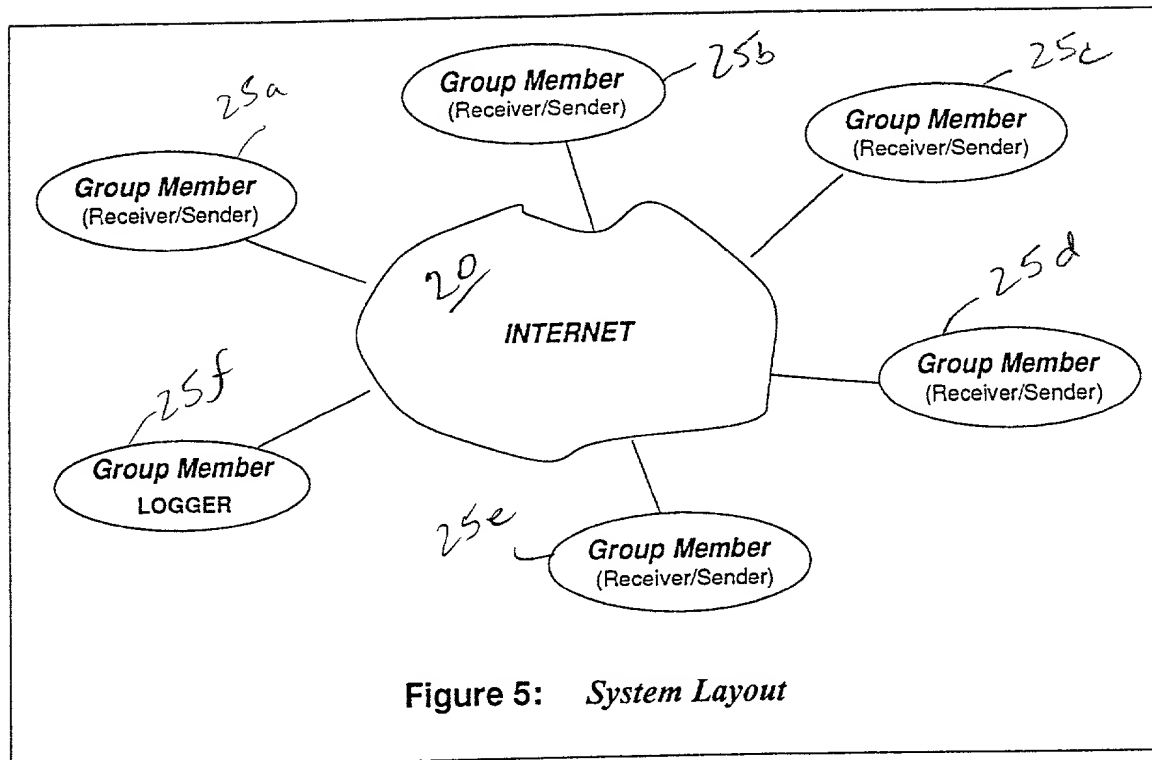 25b
25c
Group Member
(Receiver/Sender)
25a
Group Member
(Receiver/Sender)
Group Member
(Receiver/Sender)
20
25d
INTERNET
Group Member
(Receiver/Sender)
25f
Group Member
LOGGER
25e
Group Member
(Receiver/Sender)
Figure 5: System Layout